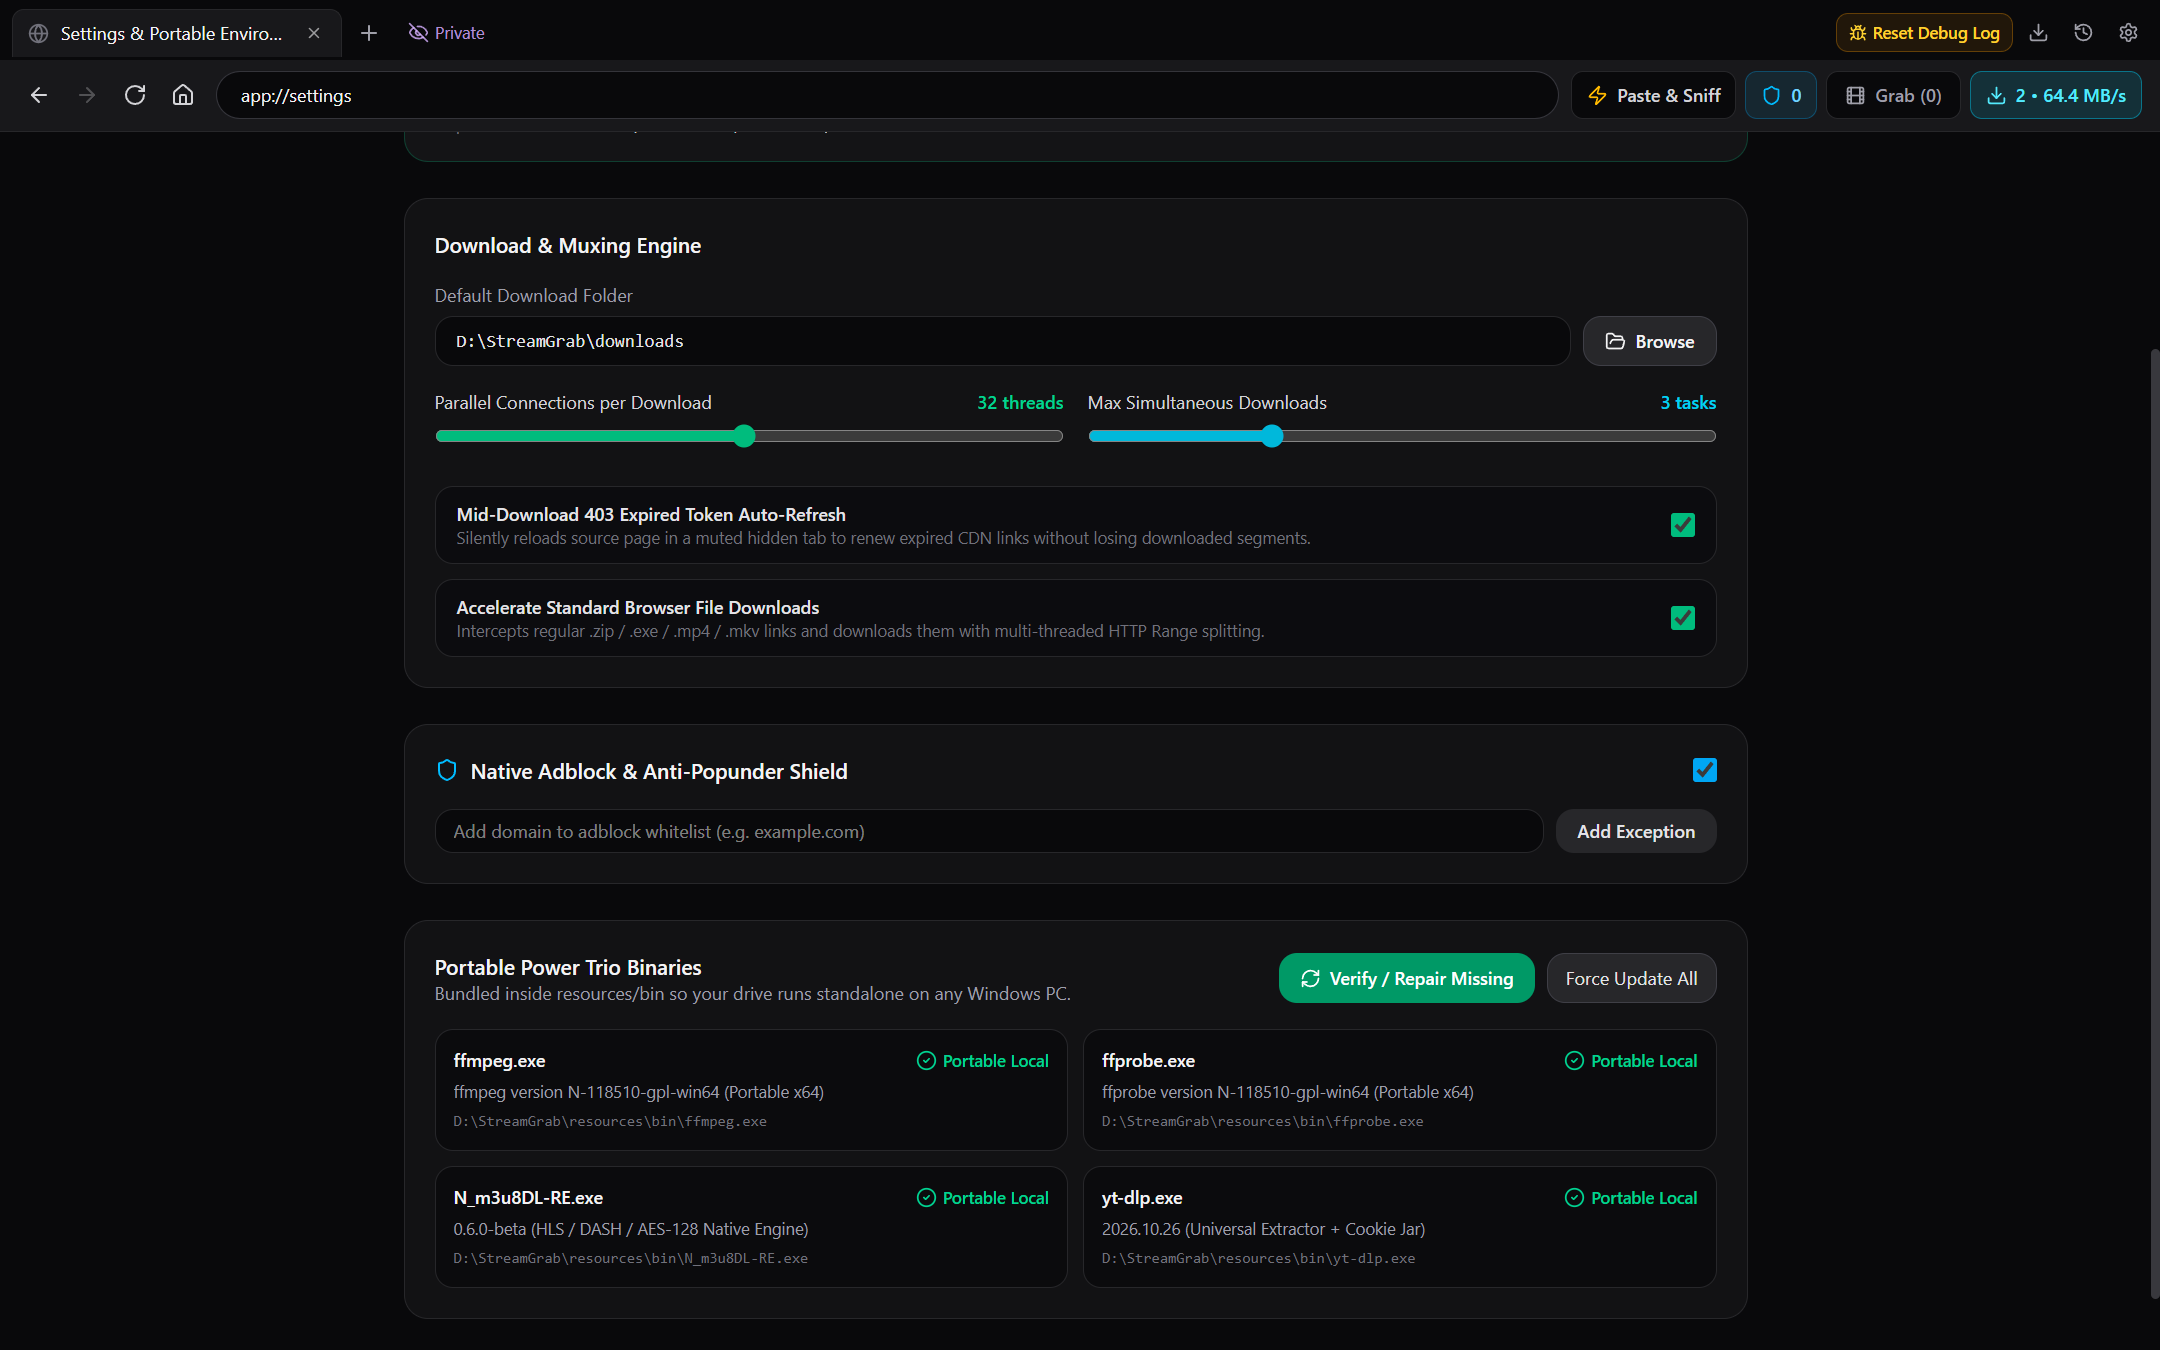 Settings & Portable Enviro...
Private
Reset Debug Log
app://settings
Paste & Sniff
0
Grab (0)
2 • 64.4 MB/s
Download & Muxing Engine
Default Download Folder
D:\StreamGrab\downloads
Browse
Parallel Connections per Download
32 threads
Max Simultaneous Downloads
3 tasks
Mid-Download 403 Expired Token Auto-Refresh
Silently reloads source page in a muted hidden tab to renew expired CDN links without losing downloaded segments.
Accelerate Standard Browser File Downloads
Intercepts regular .zip / .exe / .mp4 / .mkv links and downloads them with multi-threaded HTTP Range splitting.
Native Adblock & Anti-Popunder Shield
Add domain to adblock whitelist (e.g. example.com)
Add Exception
Portable Power Trio Binaries
Bundled inside resources/bin so your drive runs standalone on any Windows PC.
Verify / Repair Missing
Force Update All
ffmpeg.exe
Portable Local
ffmpeg version N-118510-gpl-win64 (Portable x64)
D:\StreamGrab\resources\bin\ffmpeg.exe
ffprobe.exe
Portable Local
ffprobe version N-118510-gpl-win64 (Portable x64)
D:\StreamGrab\resources\bin\ffprobe.exe
N_m3u8DL-RE.exe
Portable Local
0.6.0-beta (HLS / DASH / AES-128 Native Engine)
D:\StreamGrab\resources\bin\N_m3u8DL-RE.exe
yt-dlp.exe
Portable Local
2026.10.26 (Universal Extractor + Cookie Jar)
D:\StreamGrab\resources\bin\yt-dlp.exe